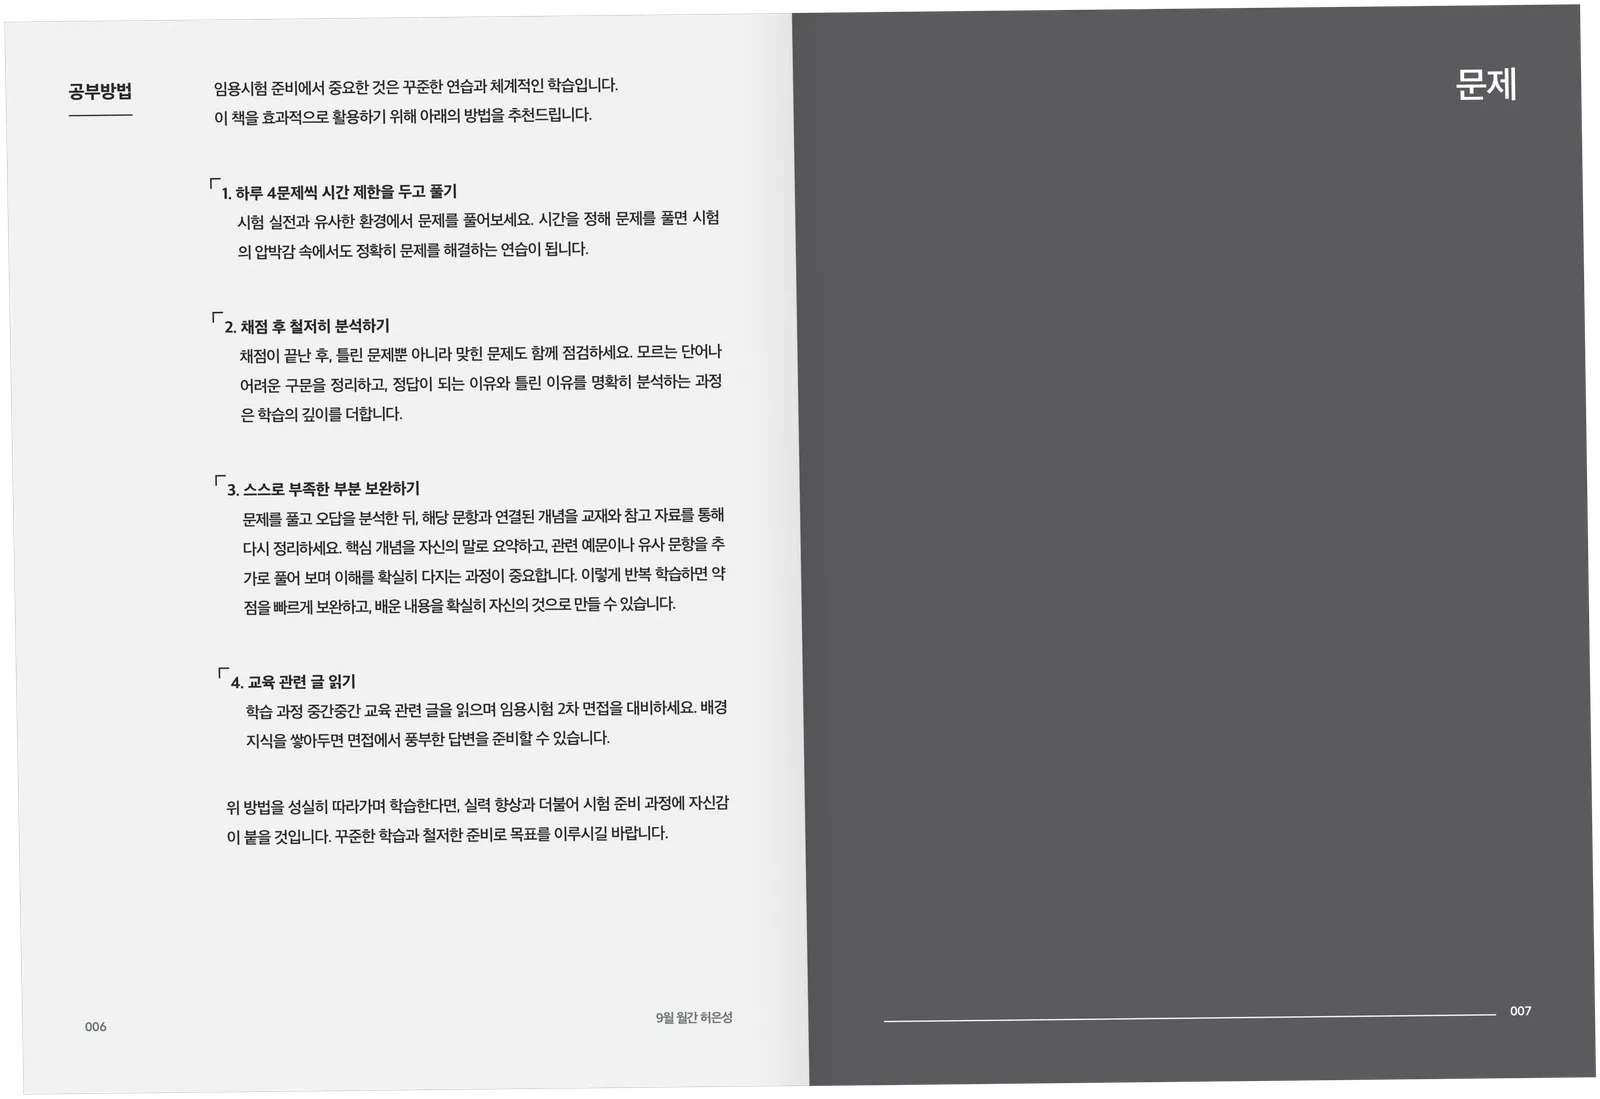 공부방법
임용시험 준비에서 중요한 것은 꾸준한 연습과 체계적인 학습입니다.
이 책을 효과적으로 활용하기 위해 아래의 방법을 추천드립니다.
1. 하루 4문제씩 시간 제한을 두고 풀기
시험 실전과 유사한 환경에서 문제를 풀어보세요. 시간을 정해 문제를 풀면 시험
의 압박감 속에서도 정확히 문제를 해결하는 연습이 됩니다.
2. 채점 후 철저히 분석하기
채점이 끝난 후, 틀린 문제뿐 아니라 맞힌 문제도 함께 점검하세요. 모르는 단어나
어려운 구문을 정리하고, 정답이 되는 이유와 틀린 이유를 명확히 분석하는 과정
은 학습의 깊이를 더합니다.
3. 스스로 부족한 부분 보완하기
문제를 풀고 오답을 분석한 뒤, 해당 문항과 연결된 개념을 교재와 참고 자료를 통해
다시 정리하세요. 핵심 개념을 자신의 말로 요약하고, 관련 예문이나 유사 문항을 추
가로 풀어 보며 이해를 확실히 다지는 과정이 중요합니다. 이렇게 반복 학습하면 약
점을 빠르게 보완하고, 배운 내용을 확실히 자신의 것으로 만들 수 있습니다.
4. 교육 관련 글 읽기
학습 과정 중간중간 교육 관련 글을 읽으며 임용시험 2차 면접을 대비하세요. 배경
지식을 쌓아두면 면접에서 풍부한 답변을 준비할 수 있습니다.
위 방법을 성실히 따라가며 학습한다면, 실력 향상과 더불어 시험 준비 과정에 자신감
이 붙을 것입니다. 꾸준한 학습과 철저한 준비로 목표를 이루시길 바랍니다.
006
9월 월간 허은성
문제
007